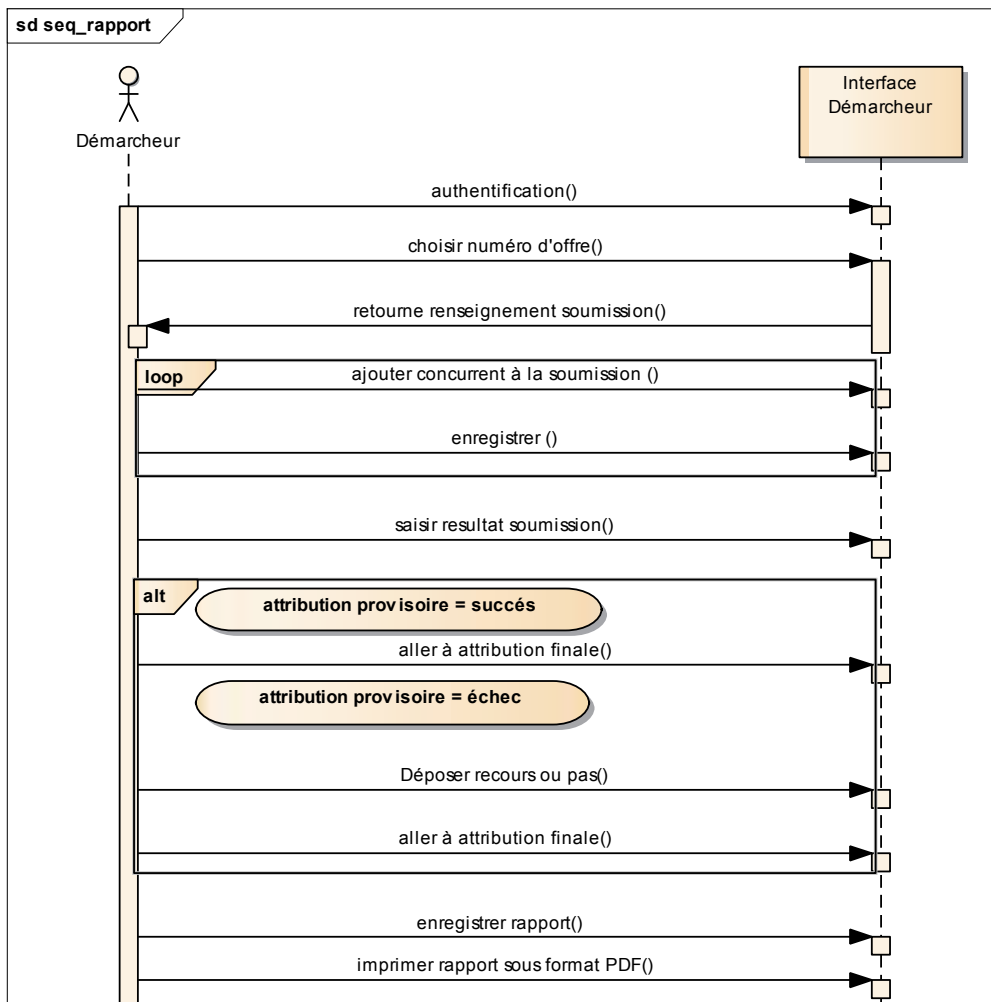 sd seq_rapport
Démarcheur
Interface
Démarcheur
authentification()
choisir numéro d'offre()
retourne renseignement soumission()
loop
ajouter concurrent à la soumission ()
enregistrer ()
saisir resultat soumission()
alt
attribution provisoire = succés
aller à attribution finale()
attribution provisoire = échec
Déposer recours ou pas()
aller à attribution finale()
enregistrer rapport()
imprimer rapport sous format PDF()